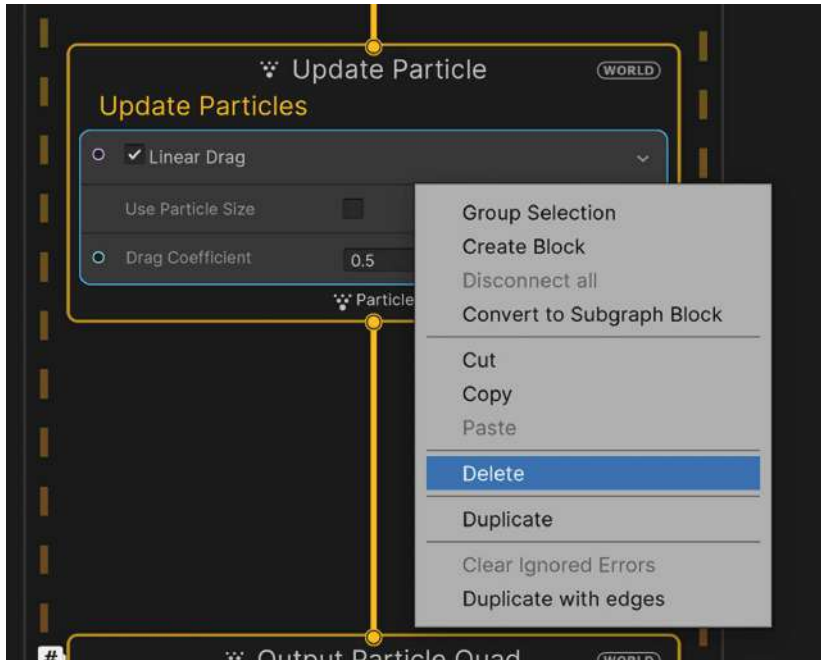 Update Particle
WORLD
Update Particles
Linear Drag
Use Particle Size
Drag Coefficient
0.5
Particle
Group Selection
Create Block
Disconnect all
Convert to Subgraph Block
Cut
Copy
Paste
Delete
Duplicate
Clear Ignored Errors
Duplicate with edges
#
Output Particle Quad
WORLD